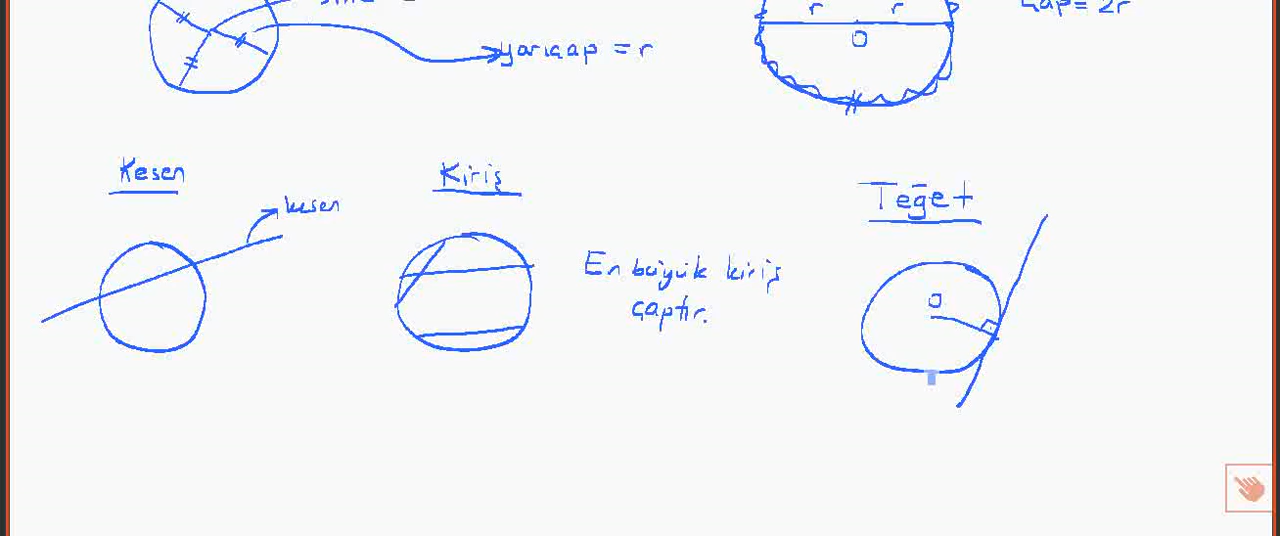 r r
Çap = 2r
O
yarıçap = r
Kesen
Kiriş
Teğet
kesen
En büyük kiriş
çaptır.
O